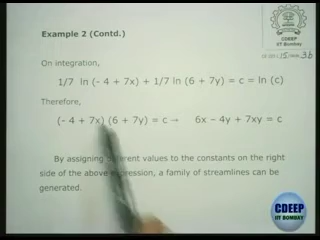 Example 2 (Contd.)
CDEEP
IIT Bombay
On integration,
1/7 ln (- 4 + 7x) + 1/7 ln (6 + 7y) = c = ln (c)
Therefore,
(- 4 + 7x) (6 + 7y) = c → 6x – 4y + 7xy = c
By assigning values to the constants on the right
side of the above expression, a family of streamlines can be
generated.
CDEEP
IIT BOMBAY